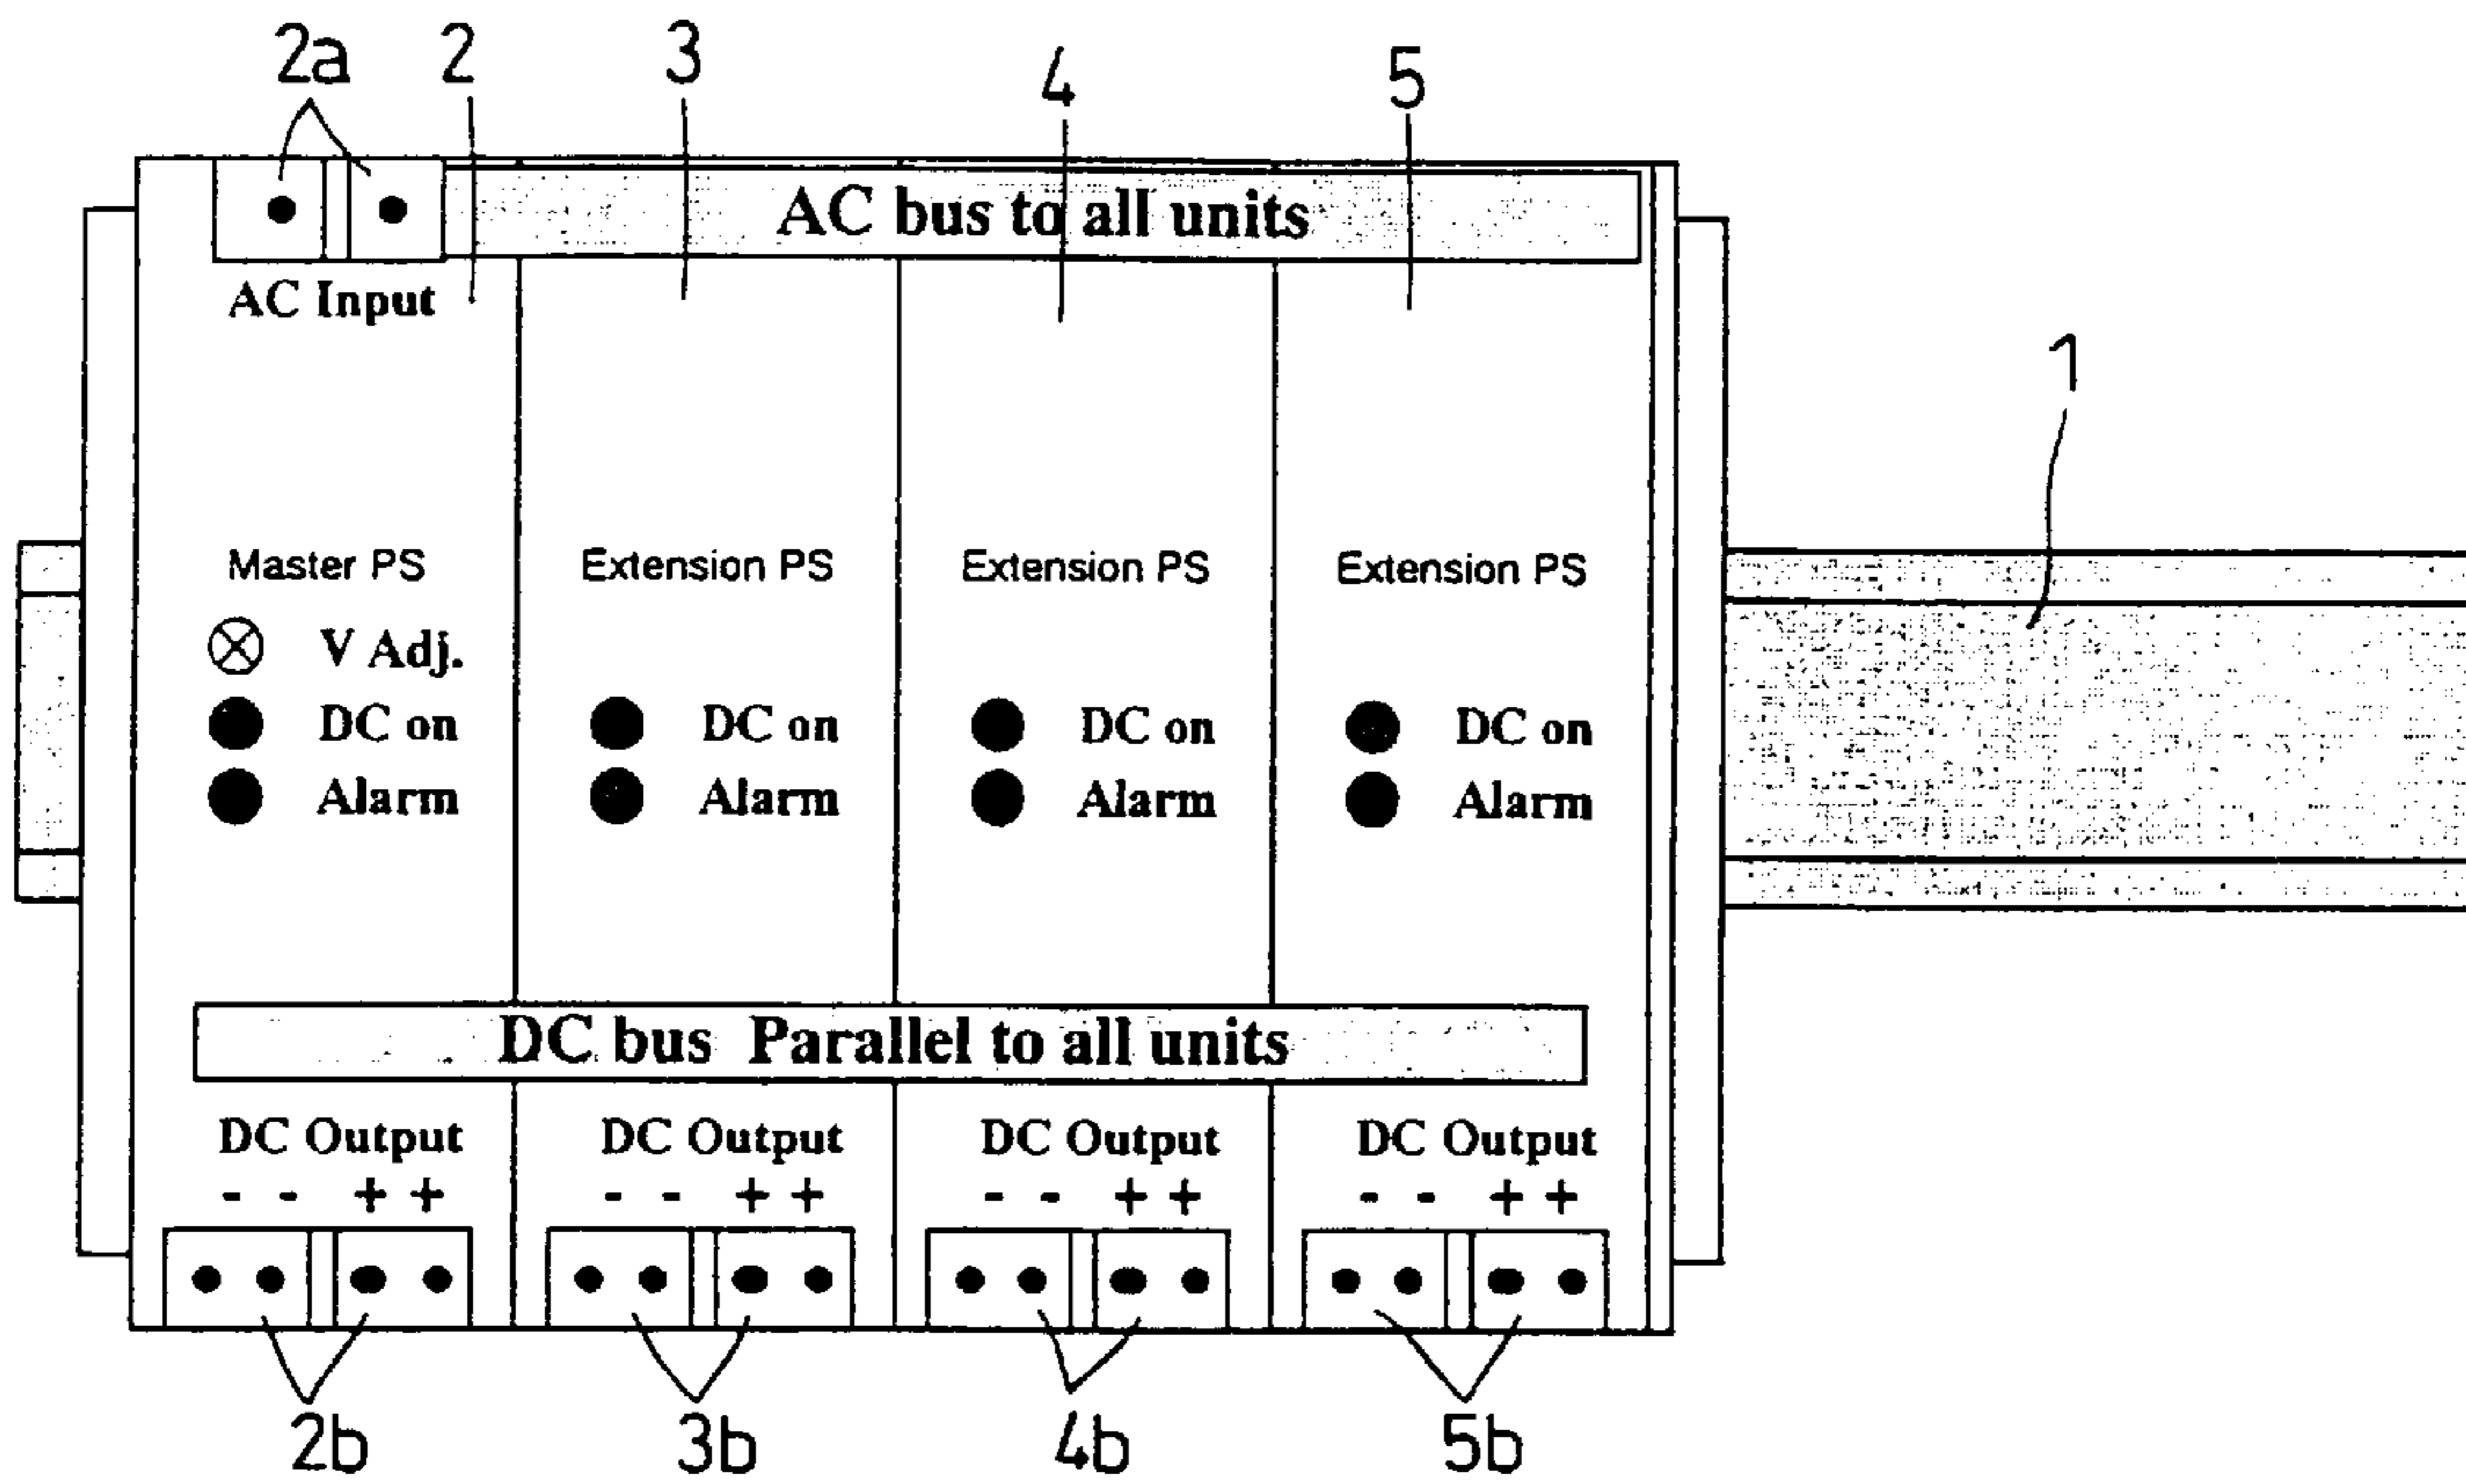 2a 2 3 4 5
AC bus to all units
AC Input
1
Master PS Extension PS Extension PS Extension PS
V Adj.
DC on DC on DC on DC on
Alarm Alarm Alarm Alarm
DC bus Parallel to all units
DC Output DC Output DC Output DC Output
- - + + - - + + - - + + - - + +
2b 3b 4b 5b